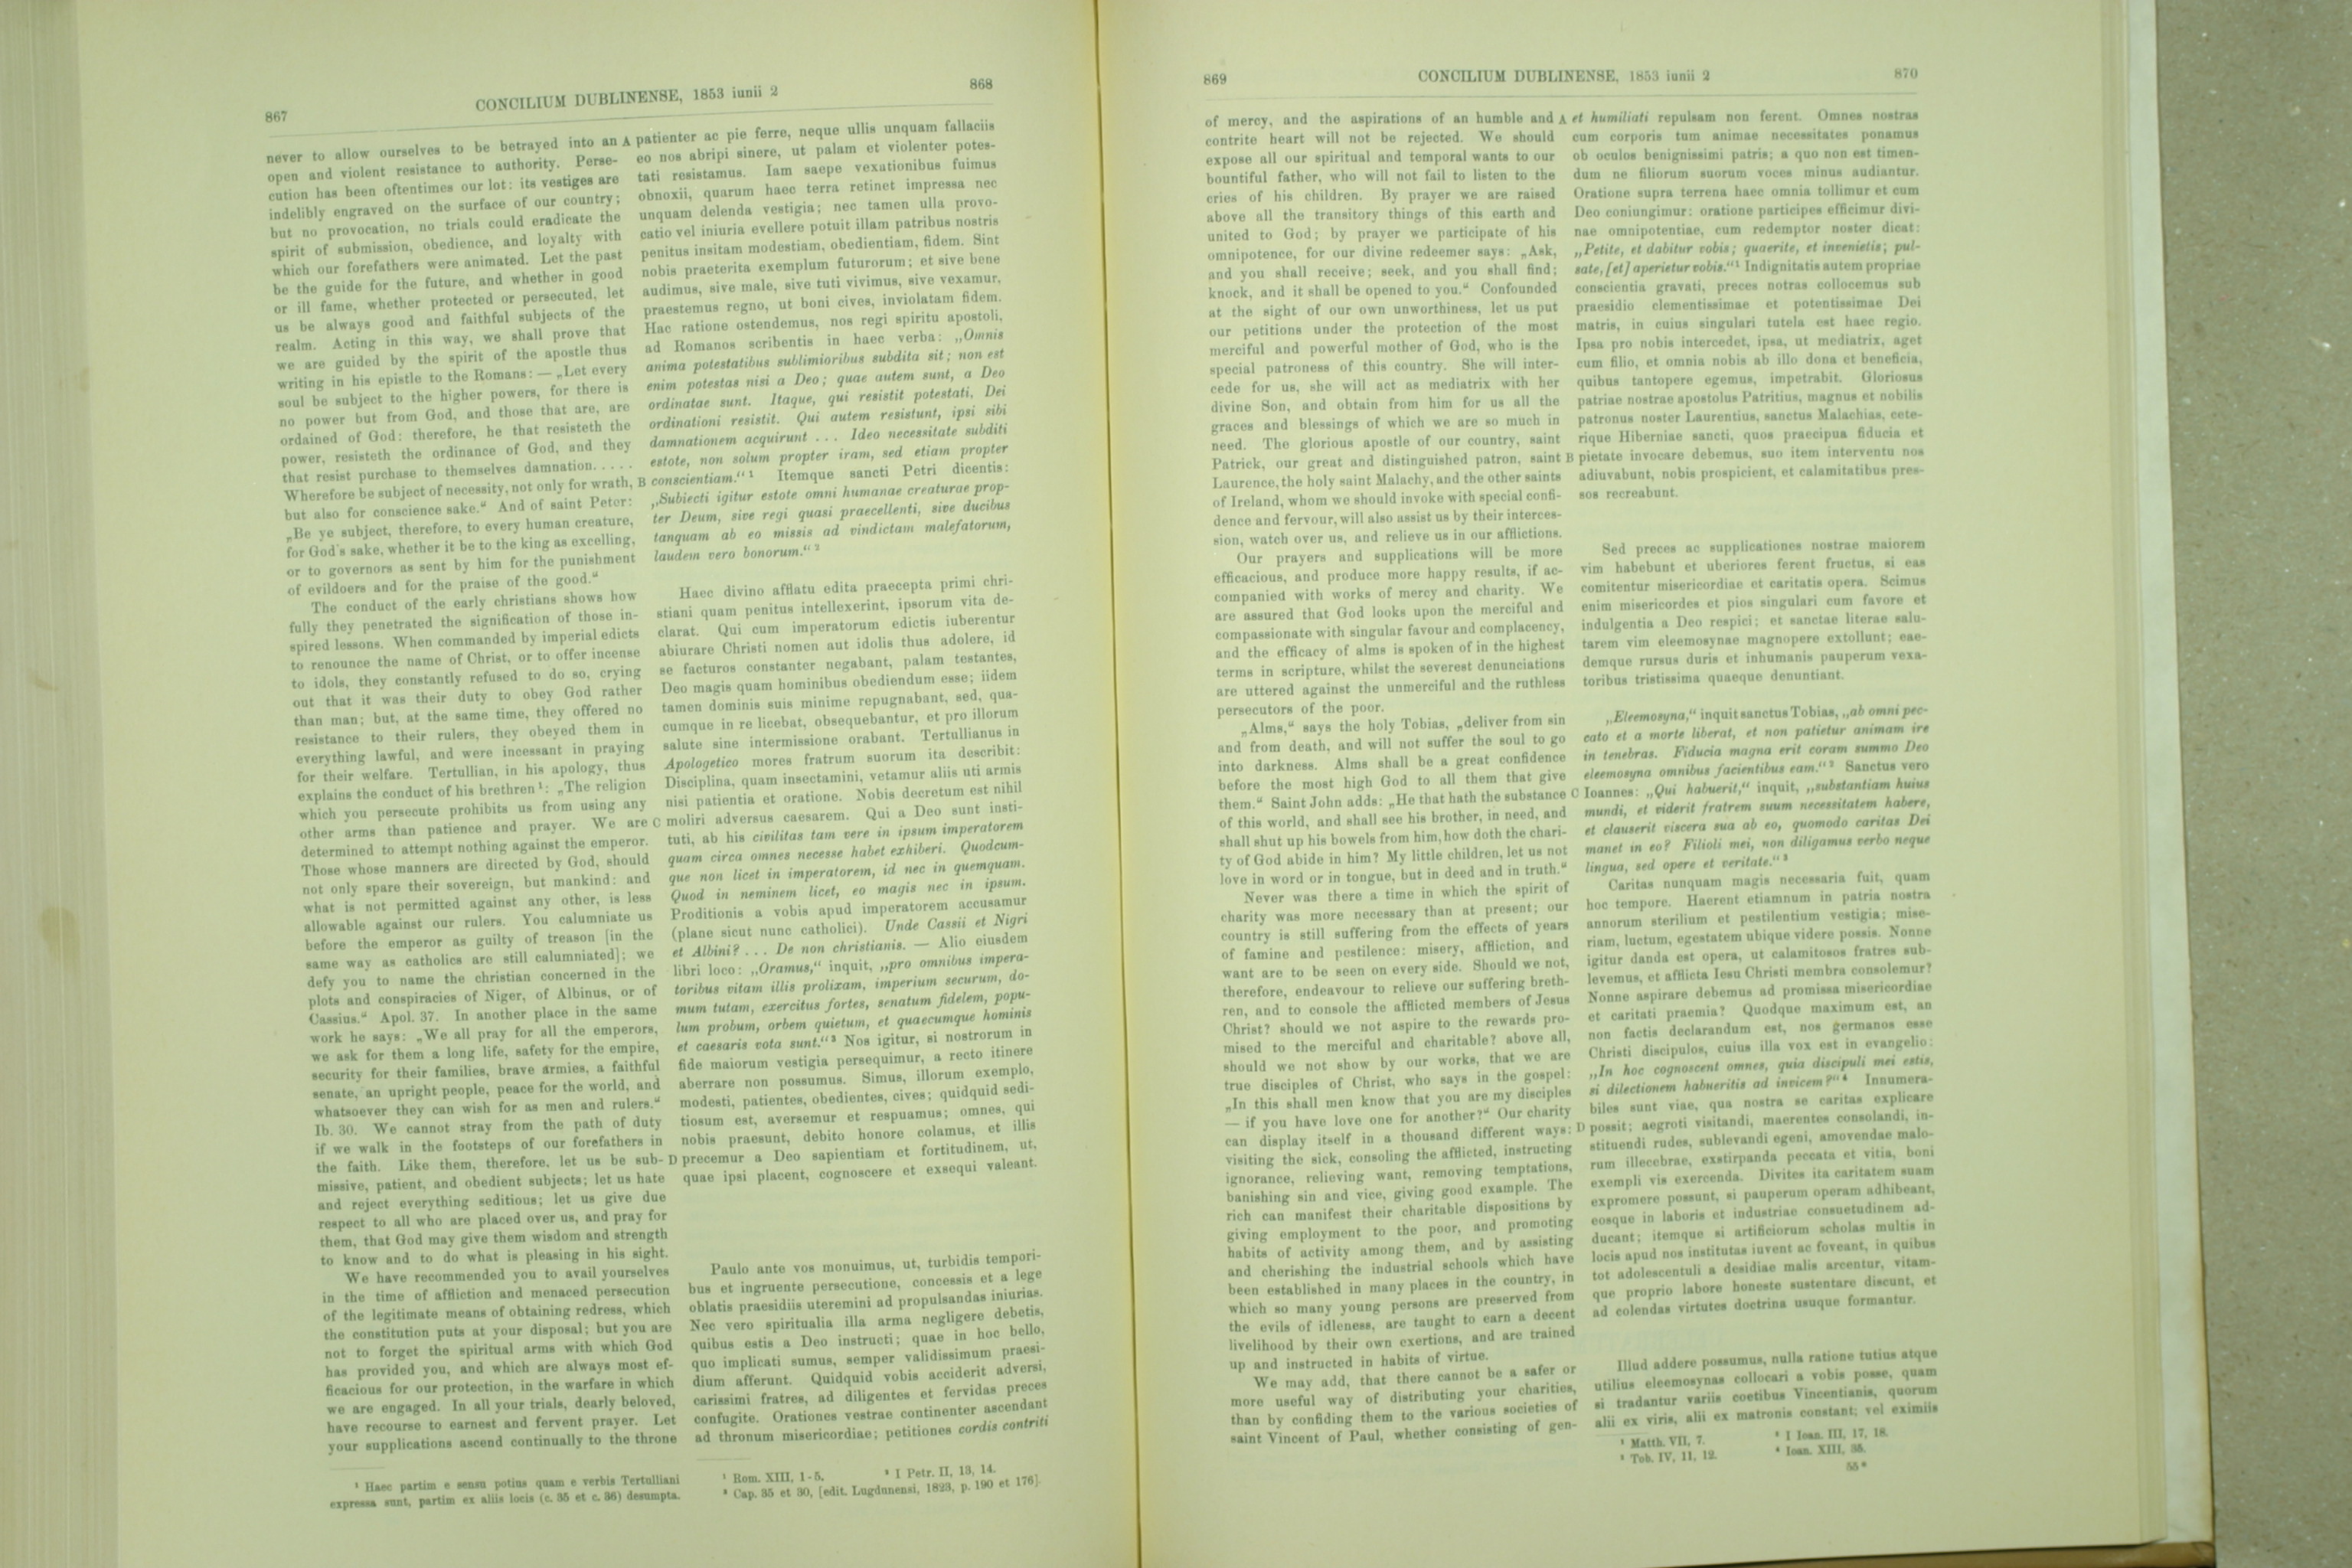 867
CONCILIUM DUBLINENSE, 1853 iunii 2
868
never to allow ourselves to be betrayed into an
open and violent resistance to authority. Perse-
cution has been oftentimes our lot: its vestiges are
indelibly engraved on the surface of our country;
but no provocation, no trials could eradicate the
spirit of submission, obedience, and loyalty with
which our forefathers were animated. Let the past
be the guide for the future, and whether in good
or ill fame, whether protected or persecuted, let
us be always good and faithful subjects of the
realm. Acting in this way, we shall prove that
we are guided by the spirit of the apostle thus
writing in his epistle to the Romans: — „Let every
soul be subject to the higher powers, for there is
no power but from God, and those that are, are
ordained of God: therefore, he that resisteth the
power, resisteth the ordinance of God, and they
that resist purchase to themselves damnation.....
Wherefore be subject of necessity, not only for wrath,
but also for conscience sake.“ And of saint Peter:
„Be ye subject, therefore, to every human creature,
for God's sake, whether it be to the king as excelling,
or to governors as sent by him for the punishment
of evildoers and for the praise of the good.“
The conduct of the early christians shows how
fully they penetrated the signification of those in-
spired lessons. When commanded by imperial edicts
to renounce the name of Christ, or to offer incense
to idols, they constantly refused to do so, crying
out that it was their duty to obey God rather
than man; but, at the same time, they offered no
resistance to their rulers, they obeyed them in
everything lawful, and were incessant in praying
for their welfare. Tertullian, in his apology, thus
explains the conduct of his brethren¹: „The religion
which you persecute prohibits us from using any
other arms than patience and prayer. We are
determined to attempt nothing against the emperor.
Those whose manners are directed by God, should
not only spare their sovereign, but mankind: and
what is not permitted against any other, is less
allowable against our rulers. You calumniate us
before the emperor as guilty of treason [in the
same way as catholics are still calumniated]; we
defy you to name the christian concerned in the
plots and conspiracies of Niger, of Albinus, or of
Cassius.“ Apol. 37. In another place in the same
work he says: „We all pray for all the emperors,
we ask for them a long life, safety for the empire,
security for their families, brave armies, a faithful
senate, an upright people, peace for the world, and
whatsoever they can wish for as men and rulers.“
Ib. 30. We cannot stray from the path of duty
if we walk in the footsteps of our forefathers in
the faith. Like them, therefore, let us be sub-
missive, patient, and obedient subjects; let us hate
and reject everything seditious; let us give due
respect to all who are placed over us, and pray for
them, that God may give them wisdom and strength
to know and to do what is pleasing in his sight.
We have recommended you to avail yourselves
in the time of affliction and menaced persecution
of the legitimate means of obtaining redress, which
the constitution puts at your disposal; but you are
not to forget the spiritual arms with which God
has provided you, and which are always most ef-
ficacious for our protection, in the warfare in which
we are engaged. In all your trials, dearly beloved,
have recourse to earnest and fervent prayer. Let
your supplications ascend continually to the throne
¹ Haec partim e sensu potius quam e verbis Tertulliani
expressa sunt, partim ex aliis locis (c. 35 et c. 36) desumpta.
A
B
C
D
patienter ac pie ferre, neque ullis unquam fallaciis
eo nos abripi sinere, ut palam et violenter potes-
tati resistamus. Iam saepe vexationibus fuimus
obnoxii, quarum haec terra retinet impressa nec
unquam delenda vestigia; nec tamen ulla provo-
catio vel iniuria evellere potuit illam patribus nostris
penitus insitam modestiam, obedientiam, fidem. Sint
nobis praeterita exemplum futurorum; et sive bene
audimus, sive male, sive tuti vivimus, sive vexamur,
praestemus regno, ut boni cives, inviolatam fidem.
Hac ratione ostendemus, nos regi spiritu apostoli,
ad Romanos scribentis in haec verba: „Omnis
anima potestatibus sublimioribus subdita sit; non est
enim potestas nisi a Deo; quae autem sunt, a Deo
ordinatae sunt. Itaque, qui resistit potestati, Dei
ordinationi resistit. Qui autem resistunt, ipsi sibi
damnationem acquirunt ... Ideo necessitate subditi
estote, non solum propter iram, sed etiam propter
conscientiam.“¹ Itemque sancti Petri dicentis:
„Subiecti igitur estote omni humanae creaturae prop-
ter Deum, sive regi quasi praecellenti, sive ducibus
tanquam ab eo missis ad vindictam malefatorum,
laudem vero bonorum.“²
Haec divino afflatu edita praecepta primi chri-
stiani quam penitus intellexerint, ipsorum vita de-
clarat. Qui cum imperatorum edictis iuberentur
abiurare Christi nomen aut idolis thus adolere, id
se facturos constanter negabant, palam testantes,
Deo magis quam hominibus obediendum esse; iidem
tamen dominis suis minime repugnabant, sed, qua-
cumque in re licebat, obsequebantur, et pro illorum
salute sine intermissione orabant. Tertullianus in
Apologetico mores fratrum suorum ita describit:
Disciplina, quam insectamini, vetamur aliis uti armis
nisi patientia et oratione. Nobis decretum est nihil
moliri adversus caesarem. Qui a Deo sunt insti-
tuti, ab his civilitas tam vere in ipsum imperatorem
quam circa omnes necesse habet exhiberi. Quodcum-
que non licet in imperatorem, id nec in quemquam.
Quod in neminem licet, eo magis nec in ipsum.
Proditionis a vobis apud imperatorem accusamur
(plane sicut nunc catholici). Unde Cassii et Nigri
et Albini? ... De non christianis. — Alio eiusdem
libri loco: „Oramus,“ inquit, „pro omnibus impera-
toribus vitam illis prolixam, imperium securum, do-
mum tutam, exercitus fortes, senatum fidelem, popu-
lum probum, orbem quietum, et quaecumque hominis
et caesaris vota sunt.“³ Nos igitur, si nostrorum in
fide maiorum vestigia persequimur, a recto itinere
aberrare non possumus. Simus, illorum exemplo,
modesti, patientes, obedientes, cives; quidquid sedi-
tiosum est, aversemur et respuamus; omnes, qui
nobis praesunt, debito honore colamus, et illis
precemur a Deo sapientiam et fortitudinem, ut,
quae ipsi placent, cognoscere et exsequi valeant.
Paulo ante vos monuimus, ut, turbidis tempori-
bus et ingruente persecutione, concessis et a lege
oblatis praesidiis uteremini ad propulsandas iniurias.
Nec vero spiritualia illa arma negligere debetis,
quibus estis a Deo instructi; quae in hoc bello,
quo implicati sumus, semper validissimum praesi-
dium afferunt. Quidquid vobis acciderit adversi,
carissimi fratres, ad diligentes et fervidas preces
confugite. Orationes vestrae continenter ascendant
ad thronum misericordiae; petitiones cordis contriti
¹ Rom. XIII, 1-5. ² I Petr. II, 13, 14.
³ Cap. 35 et 30, [edit. Lugdunensi, 1823, p. 190 et 176].
869
CONCILIUM DUBLINENSE, 1853 iunii 2
870
of mercy, and the aspirations of an humble and
contrite heart will not be rejected. We should
expose all our spiritual and temporal wants to our
bountiful father, who will not fail to listen to the
cries of his children. By prayer we are raised
above all the transitory things of this earth and
united to God; by prayer we participate of his
omnipotence, for our divine redeemer says: „Ask,
and you shall receive; seek, and you shall find;
knock, and it shall be opened to you.“ Confounded
at the sight of our own unworthiness, let us put
our petitions under the protection of the most
merciful and powerful mother of God, who is the
special patroness of this country. She will inter-
cede for us, she will act as mediatrix with her
divine Son, and obtain from him for us all the
graces and blessings of which we are so much in
need. The glorious apostle of our country, saint
Patrick, our great and distinguished patron, saint
Laurence, the holy saint Malachy, and the other saints
of Ireland, whom we should invoke with special confi-
dence and fervour, will also assist us by their interces-
sion, watch over us, and relieve us in our afflictions.
Our prayers and supplications will be more
efficacious, and produce more happy results, if ac-
companied with works of mercy and charity. We
are assured that God looks upon the merciful and
compassionate with singular favour and complacency,
and the efficacy of alms is spoken of in the highest
terms in scripture, whilst the severest denunciations
are uttered against the unmerciful and the ruthless
persecutors of the poor.
„Alms,“ says the holy Tobias, „deliver from sin
and from death, and will not suffer the soul to go
into darkness. Alms shall be a great confidence
before the most high God to all them that give
them.“ Saint John adds: „He that hath the substance
of this world, and shall see his brother, in need, and
shall shut up his bowels from him, how doth the chari-
ty of God abide in him? My little children, let us not
love in word or in tongue, but in deed and in truth.“
Never was there a time in which the spirit of
charity was more necessary than at present; our
country is still suffering from the effects of years
of famine and pestilence: misery, affliction, and
want are to be seen on every side. Should we not,
therefore, endeavour to relieve our suffering breth-
ren, and to console the afflicted members of Jesus
Christ? should we not aspire to the rewards pro-
mised to the merciful and charitable? above all,
should we not show by our works, that we are
true disciples of Christ, who says in the gospel:
„In this shall men know that you are my disciples
— if you have love one for another?“ Our charity
can display itself in a thousand different ways:
visiting the sick, consoling the afflicted, instructing
ignorance, relieving want, removing temptations,
banishing sin and vice, giving good example. The
rich can manifest their charitable dispositions by
giving employment to the poor, and promoting
habits of activity among them, and by assisting
and cherishing the industrial schools which have
been established in many places in the country, in
which so many young persons are preserved from
the evils of idleness, are taught to earn a decent
livelihood by their own exertions, and are trained
up and instructed in habits of virtue.
We may add, that there cannot be a safer or
more useful way of distributing your charities,
than by confiding them to the various societies of
saint Vincent of Paul, whether consisting of gen-
A
B
C
D
et humiliati repulsam non ferent. Omnes nostras
cum corporis tum animae necessitates ponamus
ob oculos benignissimi patris; a quo non est timen-
dum ne filiorum suorum voces minus audiantur.
Oratione supra terrena haec omnia tollimur et cum
Deo coniungimur: oratione participes efficimur divi-
nae omnipotentiae, cum redemptor noster dicat:
„Petite, et dabitur vobis; quaerite, et invenietis; pul-
sate, [et] aperietur vobis.“¹ Indignitatis autem propriae
conscientia gravati, preces notras collocemus sub
praesidio clementissimae et potentissimae Dei
matris, in cuius singulari tutela est haec regio.
Ipsa pro nobis intercedet, ipsa, ut mediatrix, aget
cum filio, et omnia nobis ab illo dona et beneficia,
quibus tantopere egemus, impetrabit. Gloriosus
patriae nostrae apostolus Patritius, magnus et nobilis
patronus noster Laurentius, sanctus Malachias, cete-
rique Hiberniae sancti, quos praecipua fiducia et
pietate invocare debemus, suo item interventu nos
adiuvabunt, nobis prospicient, et calamitatibus pres-
sos recreabunt.
Sed preces ac supplicationes nostrae maiorem
vim habebunt et uberiores ferent fructus, si eas
comitentur misericordiae et caritatis opera. Scimus
enim misericordes et pios singulari cum favore et
indulgentia a Deo respici; et sanctae literae salu-
tarem vim eleemosynae magnopere extollunt; eae-
demque rursus duris et inhumanis pauperum vexa-
toribus tristissima quaeque denuntiant.
„Eleemosyna,“ inquit sanctus Tobias, „ab omni pec-
cato et a morte liberat, et non patietur animam ire
in tenebras. Fiducia magna erit coram summo Deo
eleemosyna omnibus facientibus eam.“² Sanctus vero
Ioannes: „Qui habuerit,“ inquit, „substantiam huius
mundi, et viderit fratrem suum necessitatem habere,
et clauserit viscera sua ab eo, quomodo caritas Dei
manet in eo? Filioli mei, non diligamus verbo neque
lingua, sed opere et veritate.“³
Caritas nunquam magis necessaria fuit, quam
hoc tempore. Haerent etiamnum in patria nostra
annorum sterilium et pestilentium vestigia; mise-
riam, luctum, egestatem ubique videre possis. Nonne
igitur danda est opera, ut calamitosos fratres sub-
levemus, et afflicta Iesu Christi membra consolemur?
Nonne aspirare debemus ad promissa misericordiae
et caritati praemia? Quodque maximum est, an
non factis declarandum est, nos germanos esse
Christi discipulos, cuius illa vox est in evangelio:
„In hoc cognoscent omnes, quia discipuli mei estis,
si dilectionem habueritis ad invicem?“⁴ Innumera-
biles sunt viae, qua nostra se caritas explicare
possit; aegroti visitandi, maerentes consolandi, in-
stituendi rudes, sublevandi egeni, amovendae malo-
rum illecebrae, exstirpanda peccata et vitia, boni
exempli vis exercenda. Divites ita caritatem suam
expromere possunt, si pauperum operam adhibeant,
eosque in laboris et industriae consuetudinem ad-
ducant; itemque si artificiorum scholas multis in
locis apud nos institutas iuvent ac foveant, in quibus
tot adolescentuli a desidiae malis arcentur, vitam-
que proprio labore honeste sustentare discunt, et
ad colendas virtutes doctrina usuque formantur.
Illud addere possumus, nulla ratione tutius atque
utilius eleemosynas collocari a vobis posse, quam
si tradantur variis coetibus Vincentianis, quorum
alii ex viris, alii ex matronis constant; vel eximiis
¹ Matth. VII, 7. ³ I Ioan. III, 17, 18.
² Tob. IV, 11, 12. ⁴ Ioan. XIII, 35.
55*